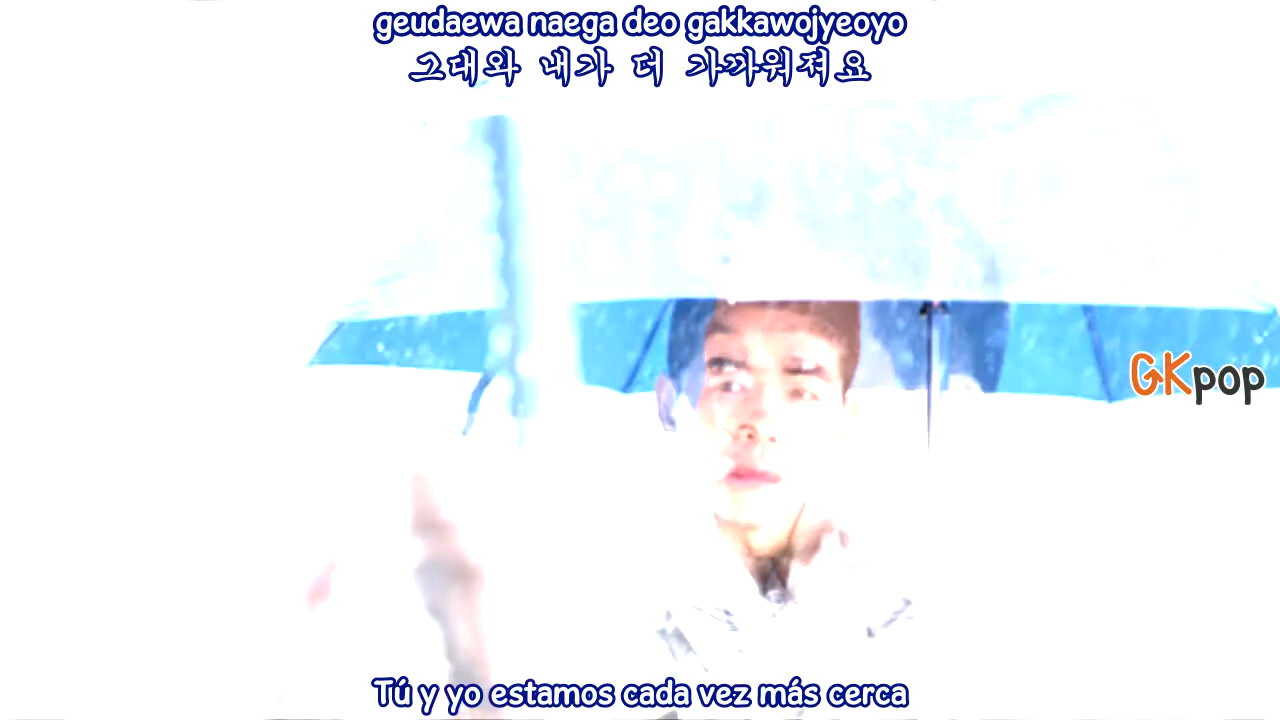 geudaewa naega deo gakkawojyeoyo
그대와 내가 더 가까워져요
GKpop
Tú y yo estamos cada vez más cerca